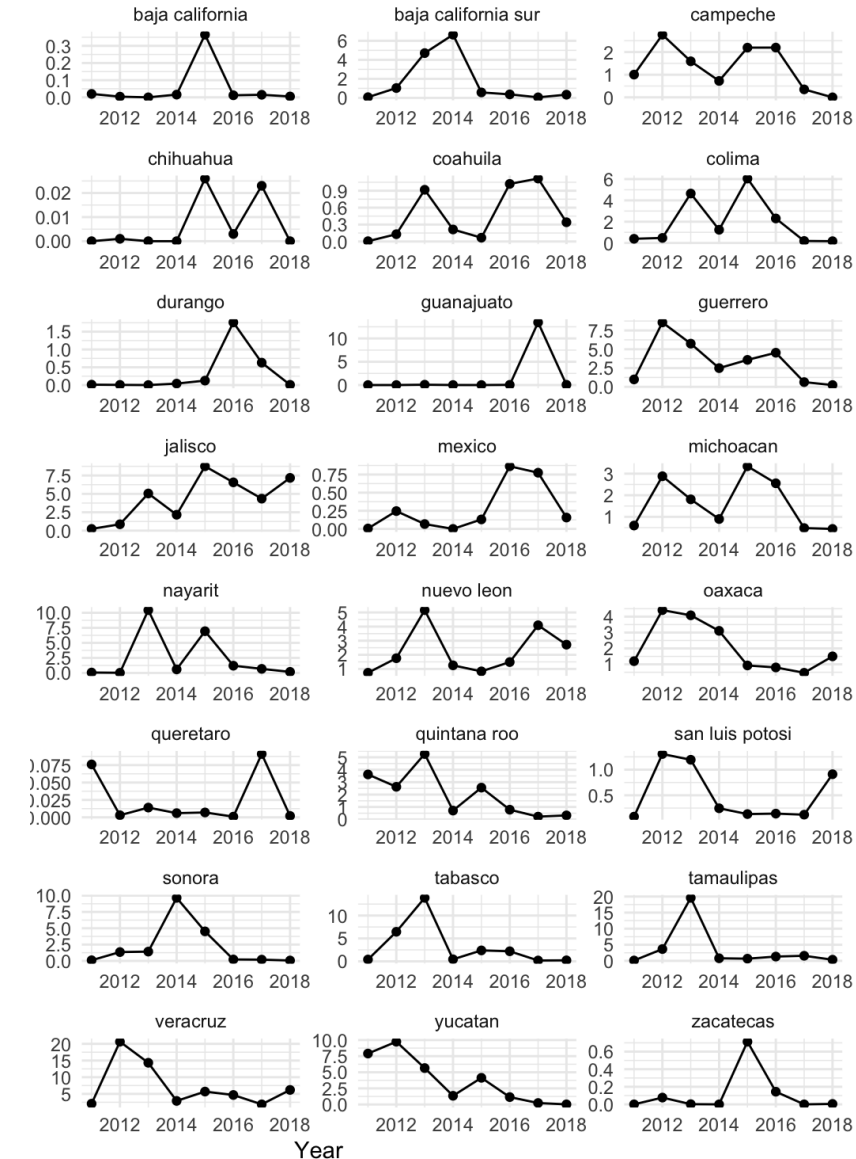 baja california baja california sur campeche
0.3 6 2
0.2 4 1
0.1 2 0
0.0 0
2012 2014 2016 2018 2012 2014 2016 2018 2012 2014 2016 2018
chihuahua coahuila colima
0.02 0.9 6
0.01 0.6 4
0.00 0.3 2
0.0 0
2012 2014 2016 2018 2012 2014 2016 2018 2012 2014 2016 2018
durango guanajuato guerrero
1.5 10 7.5
1.0 5 5.0
0.5 0 2.5
0.0 0.0
2012 2014 2016 2018 2012 2014 2016 2018 2012 2014 2016 2018
jalisco mexico michoacan
7.5 0.75 3
5.0 0.50 2
2.5 0.25 1
0.0 0.00
2012 2014 2016 2018 2012 2014 2016 2018 2012 2014 2016 2018
nayarit nuevo leon oaxaca
10.0 5 4
7.5 4 3
5.0 3 2
2.5 2 1
0.0 1
2012 2014 2016 2018 2012 2014 2016 2018 2012 2014 2016 2018
queretaro quintana roo san luis potosi
0.075 5 1.0
.050 4 0.5
0.025 3
.000 2
1
0
2012 2014 2016 2018 2012 2014 2016 2018 2012 2014 2016 2018
sonora tabasco tamaulipas
10.0 10 20
7.5 5 15
5.0 0 10
2.5 5
0.0 0
2012 2014 2016 2018 2012 2014 2016 2018 2012 2014 2016 2018
veracruz yucatan zacatecas
20 10.0 0.6
15 7.5 0.4
10 5.0 0.2
5 2.5 0.0
0.0
2012 2014 2016 2018 2012 2014 2016 2018 2012 2014 2016 2018
Year